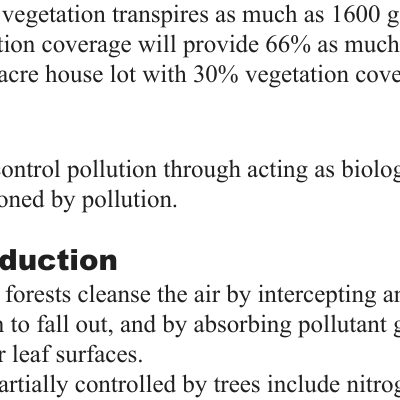 vegetation transpires as much as 1600 g
tion coverage will provide 66% as much
acre house lot with 30% vegetation cove
control pollution through acting as biolog
oned by pollution.
duction
forests cleanse the air by intercepting a
to fall out, and by absorbing pollutant g
r leaf surfaces.
artially controlled by trees include nitrog